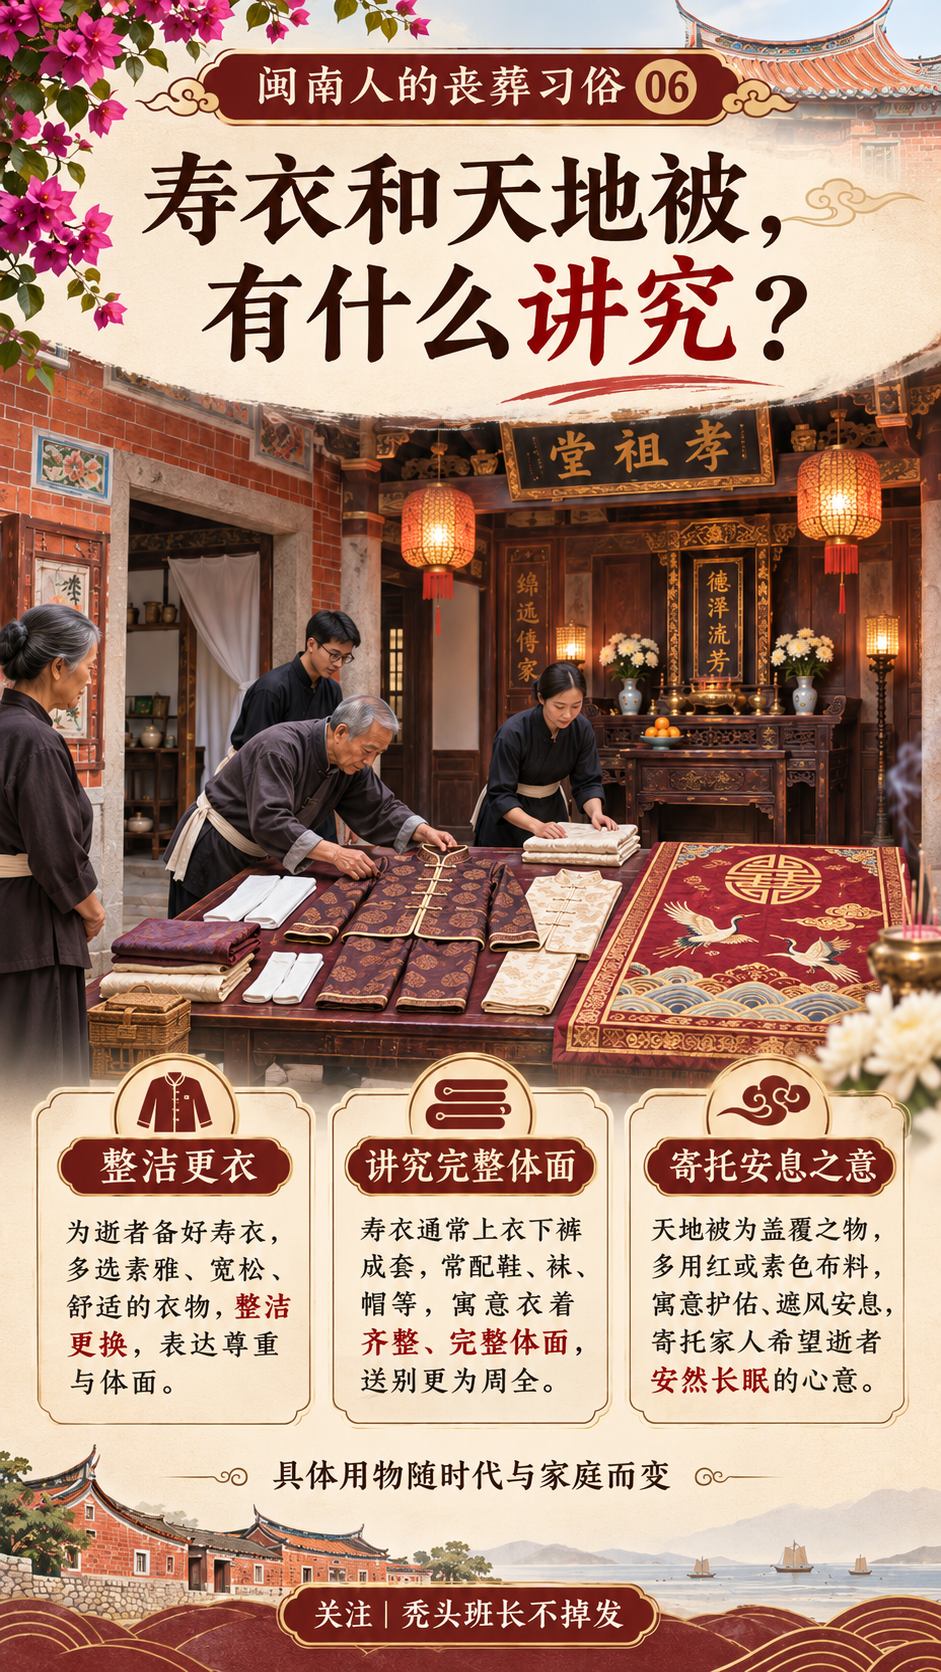 闽南人的丧葬习俗 06
寿衣和天地被，
有什么讲究？
堂祖孝
德泽流芳
绵远傳家
整洁更衣
为逝者备好寿衣，
多选素雅、宽松、
舒适的衣物，整洁
更换，表达尊重
与体面。
讲究完整体面
寿衣通常上衣下裤
成套，常配鞋、袜、
帽等，寓意衣着
齐整、完整体面，
送别更为周全。
寄托安息之意
天地被为盖覆之物，
多用红或素色布料，
寓意护佑、遮风安息，
寄托家人希望逝者
安然长眠的心意。
具体用物随时代与家庭而变
关注｜秃头班长不掉发